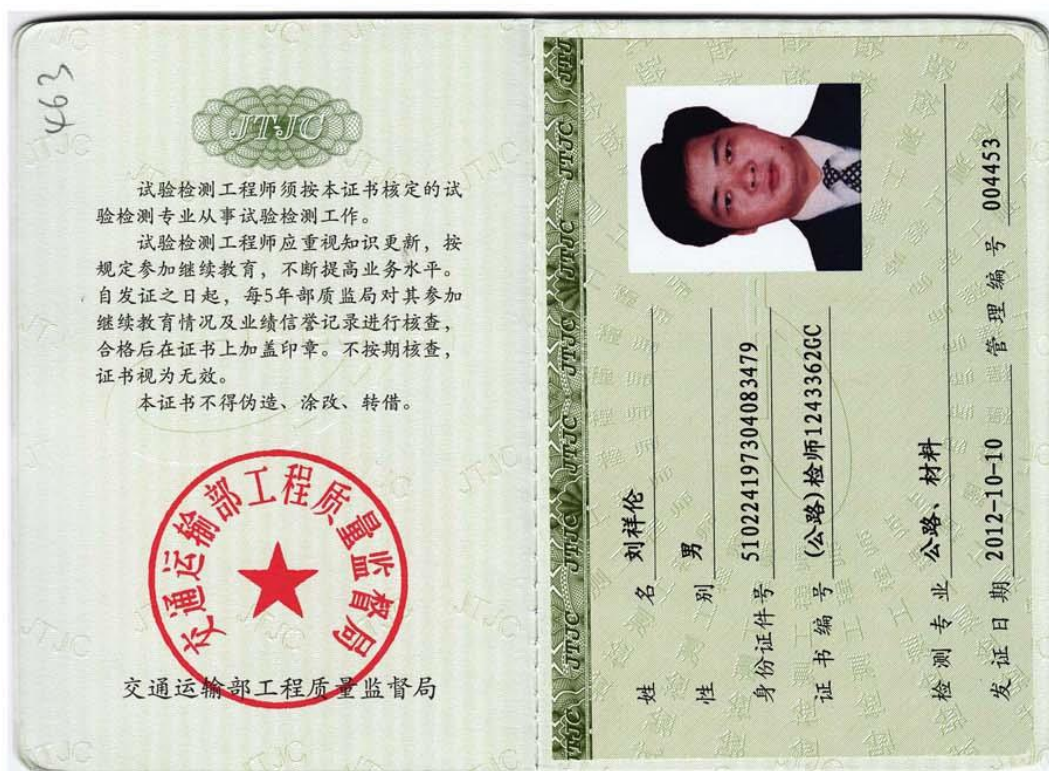 463
JTJC
试验检测工程师须按本证书核定的试
验检测专业从事试验检测工作。
试验检测工程师应重视知识更新，按
规定参加继续教育，不断提高业务水平。
自发证之日起，每5年部质监局对其参加
继续教育情况及业绩信誉记录进行核查，
合格后在证书上加盖印章。不按期核查，
证书视为无效。
本证书不得伪造、涂改、转借。
交通运输部工程质量监督局
交通运输部工程质量监督局
姓名 刘祥伦
性别 男
身份证件号 510224197304083479
证书编号 (公路)检师1243362GC
检测专业 公路、材料
发证日期 2012-10-10 管理编号 004453
JTJC JTJC JTJC JTJC JTJC JTJC JTJC